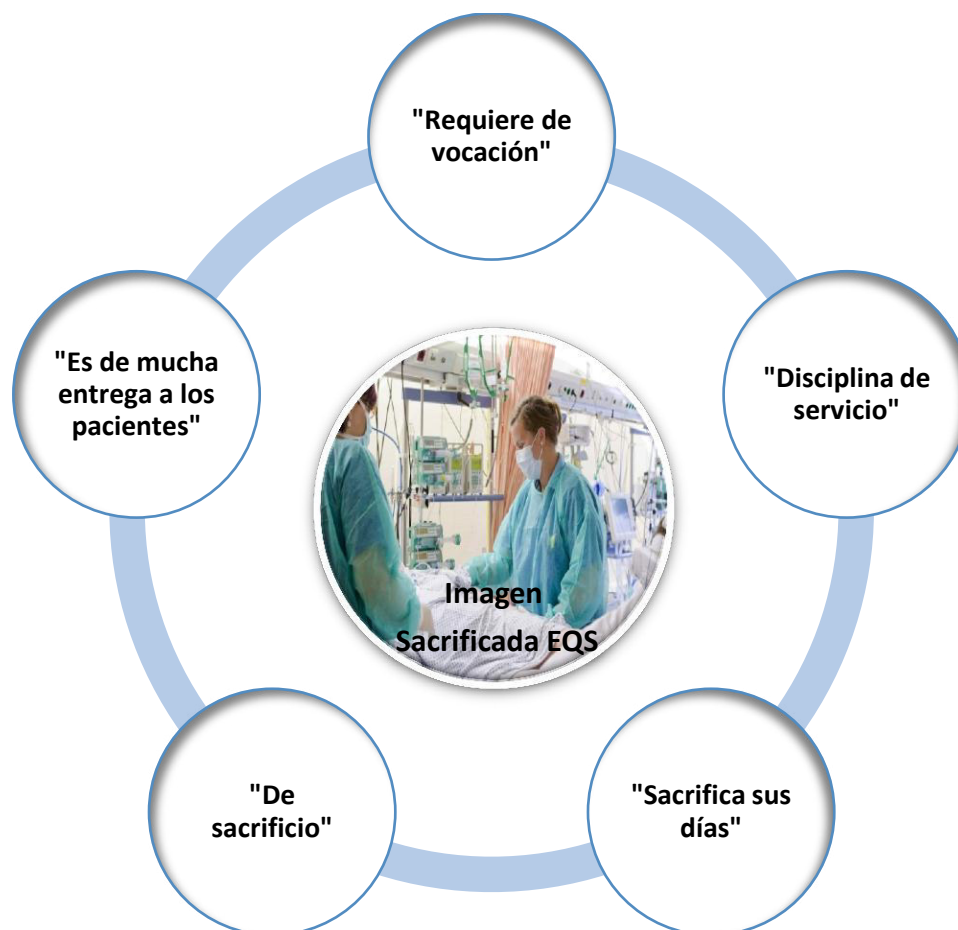 "Requiere de
vocación"
"Es de mucha
entrega a los
pacientes"
"Disciplina de
servicio"
Imagen
Sacrificada EQS
"De
sacrificio"
"Sacrifica sus
días"